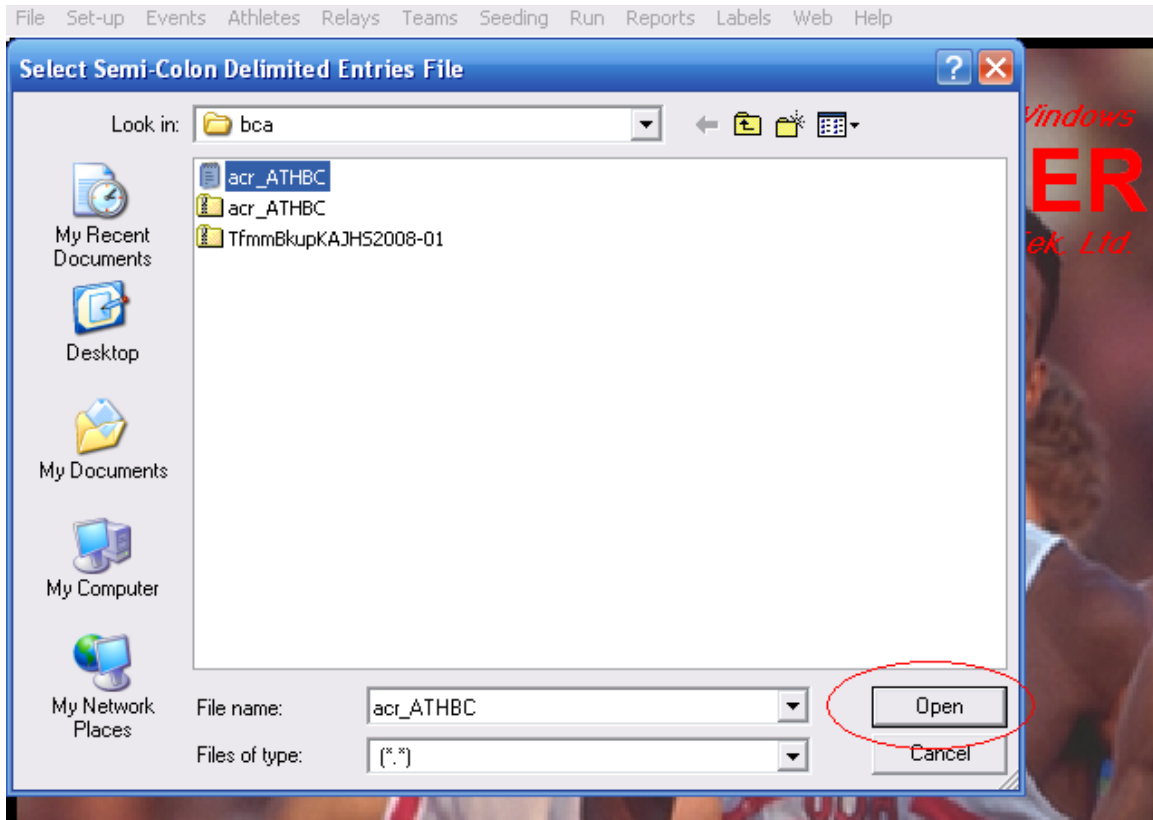 File Set-up Events Athletes Relays Teams Seeding Run Reports Labels Web Help
Select Semi-Colon Delimited Entries File
Look in: bca
Windows
ER
Tek, Ltd.
acr_ATHBC
acr_ATHBC
TfmmBkupKAJHS2008-01
My Recent
Documents
Desktop
My Documents
My Computer
My Network
Places
File name: acr_ATHBC Open
Files of type: (*.*) Cancel